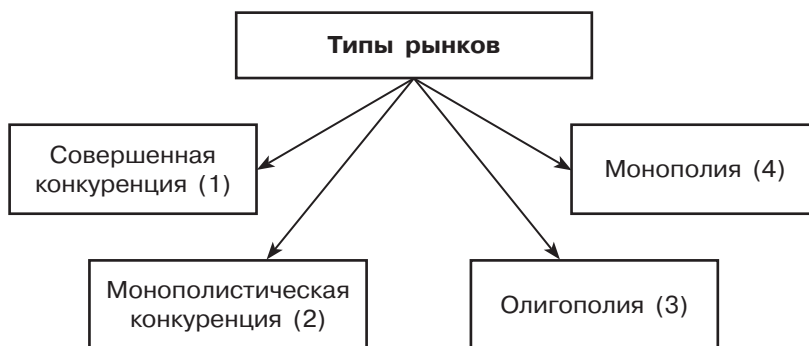 Типы рынков
Совершенная
конкуренция (1)
Монополия (4)
Монополистическая
конкуренция (2)
Олигополия (3)